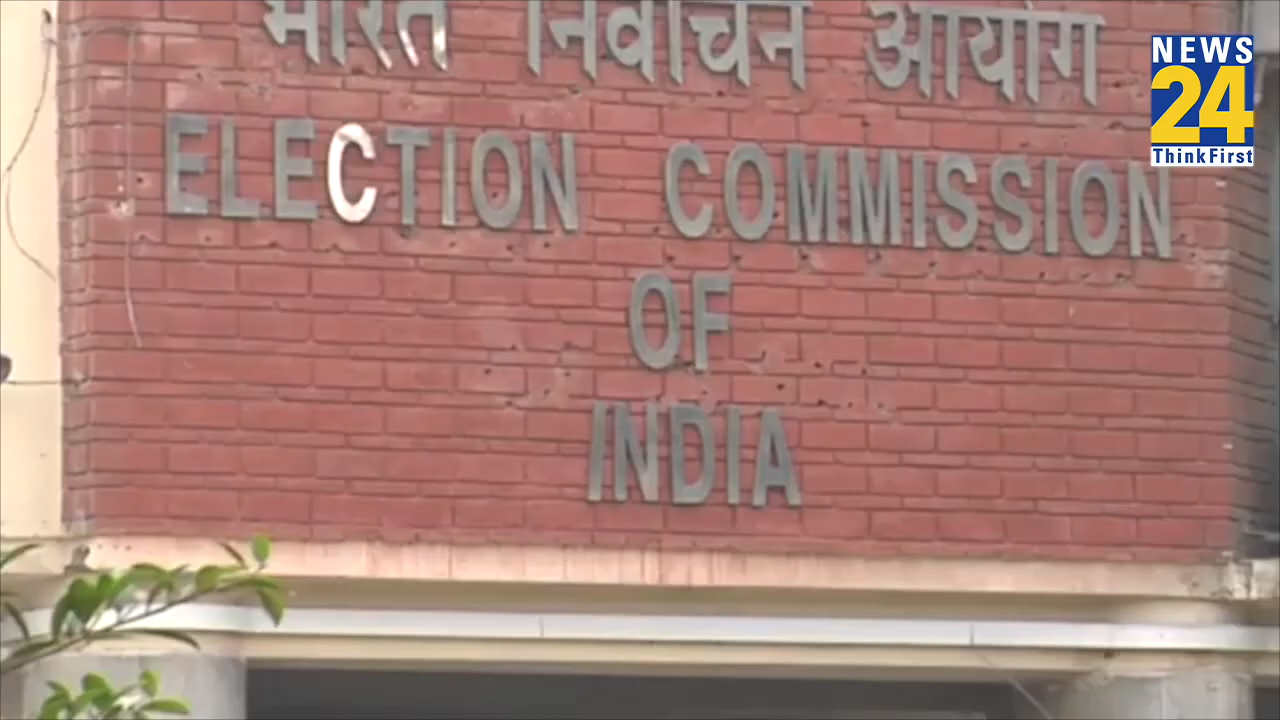 भारत निर्वाचन आयोग
ELECTION COMMISSION
OF
INDIA
NEWS
24
ThinkFirst